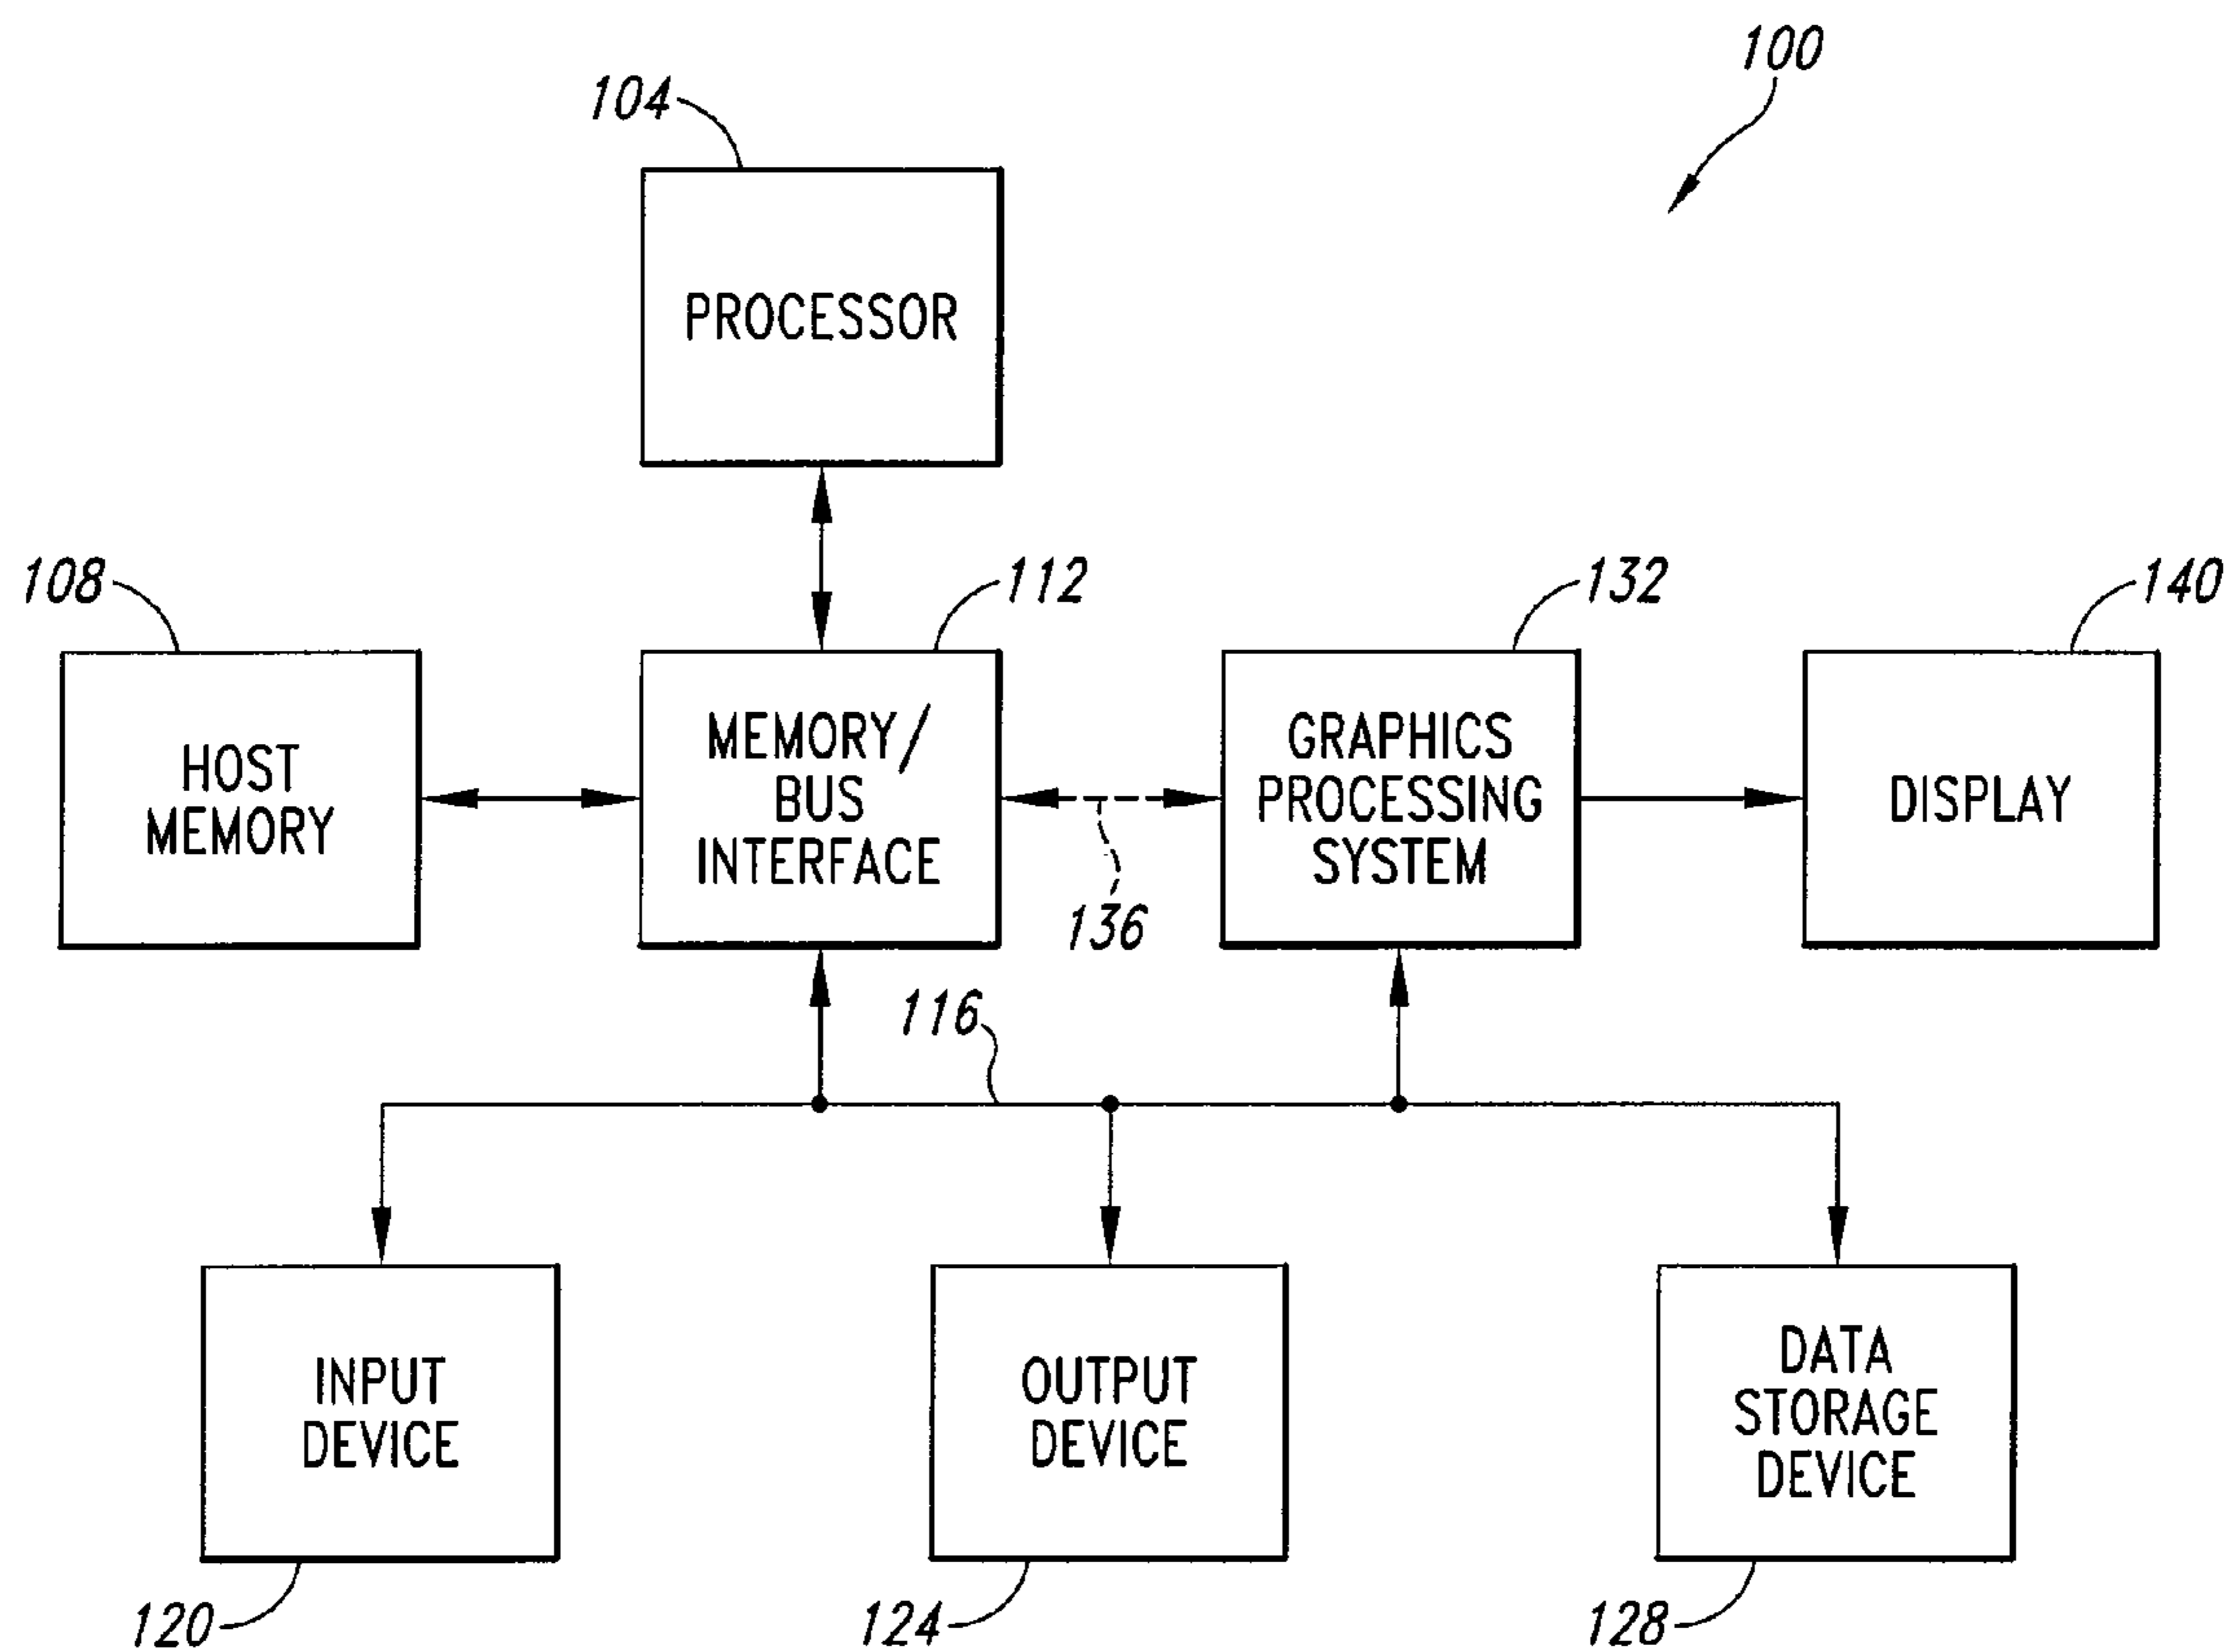 100
104
PROCESSOR
108
112
132
140
HOST
MEMORY
MEMORY/
BUS
INTERFACE
136
GRAPHICS
PROCESSING
SYSTEM
DISPLAY
116
INPUT
DEVICE
OUTPUT
DEVICE
DATA
STORAGE
DEVICE
120
124
128